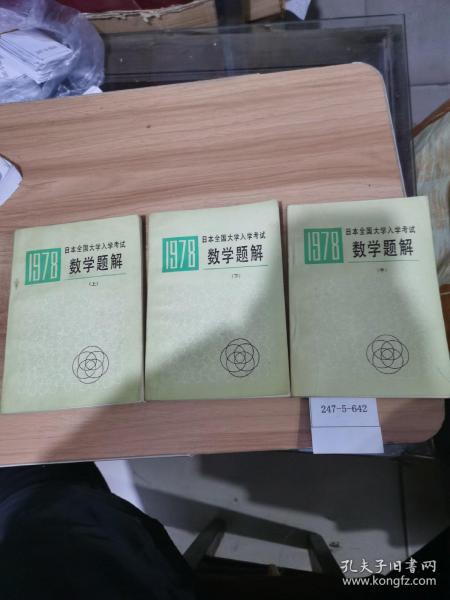 1978
日本全国大学入学考试
数学题解
(上)
1978
日本全国大学入学考试
数学题解
(下)
1978
日本全国大学入学考试
数学题解
(中)
247-5-642
孔夫子旧书网
www.kongfz.com